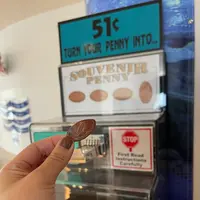 51¢
TURN YOUR PENNY INTO..
SOUVENIR
PENNY
STOP
First Read
Instructions
Carefully